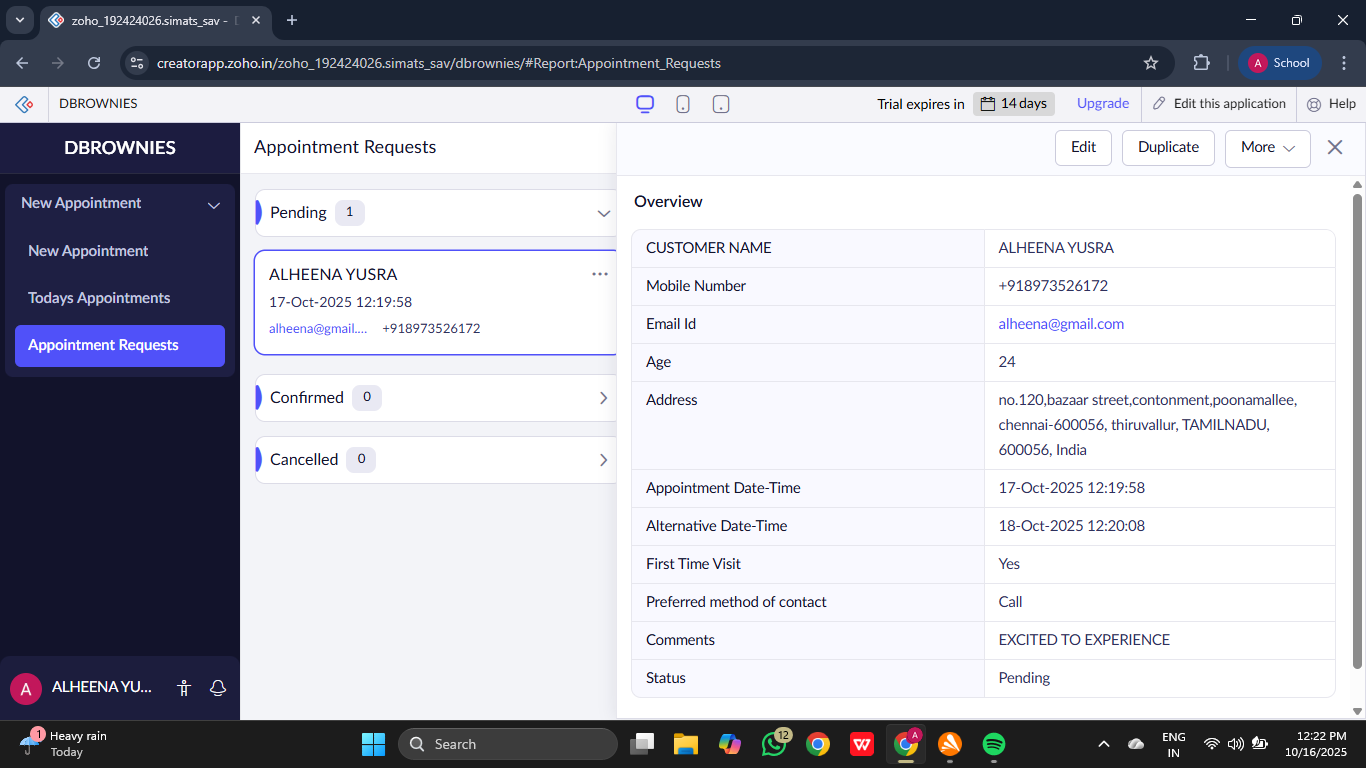 zoho_192424026.simats_sav -
creatorapp.zoho.in/zoho_192424026.simats_sav/dbrownies/#Report:Appointment_Requests
A School
DBROWNIES
Trial expires in 14 days Upgrade Edit this application Help
DBROWNIES
New Appointment
New Appointment
Todays Appointments
Appointment Requests
ALHEENA YU...
A
Appointment Requests
Pending 1
ALHEENA YUSRA
17-Oct-2025 12:19:58
alheena@gmail.... +918973526172
Confirmed 0
Cancelled 0
Edit Duplicate More
Overview
CUSTOMER NAME ALHEENA YUSRA
Mobile Number +918973526172
Email Id alheena@gmail.com
Age 24
Address no.120,bazaar street,contonment,poonamallee,
chennai-600056, thiruvallur, TAMILNADU,
600056, India
Appointment Date-Time 17-Oct-2025 12:19:58
Alternative Date-Time 18-Oct-2025 12:20:08
First Time Visit Yes
Preferred method of contact Call
Comments EXCITED TO EXPERIENCE
Status Pending
1 Heavy rain
Today
Search
12
W
A
ENG
IN
12:22 PM
10/16/2025